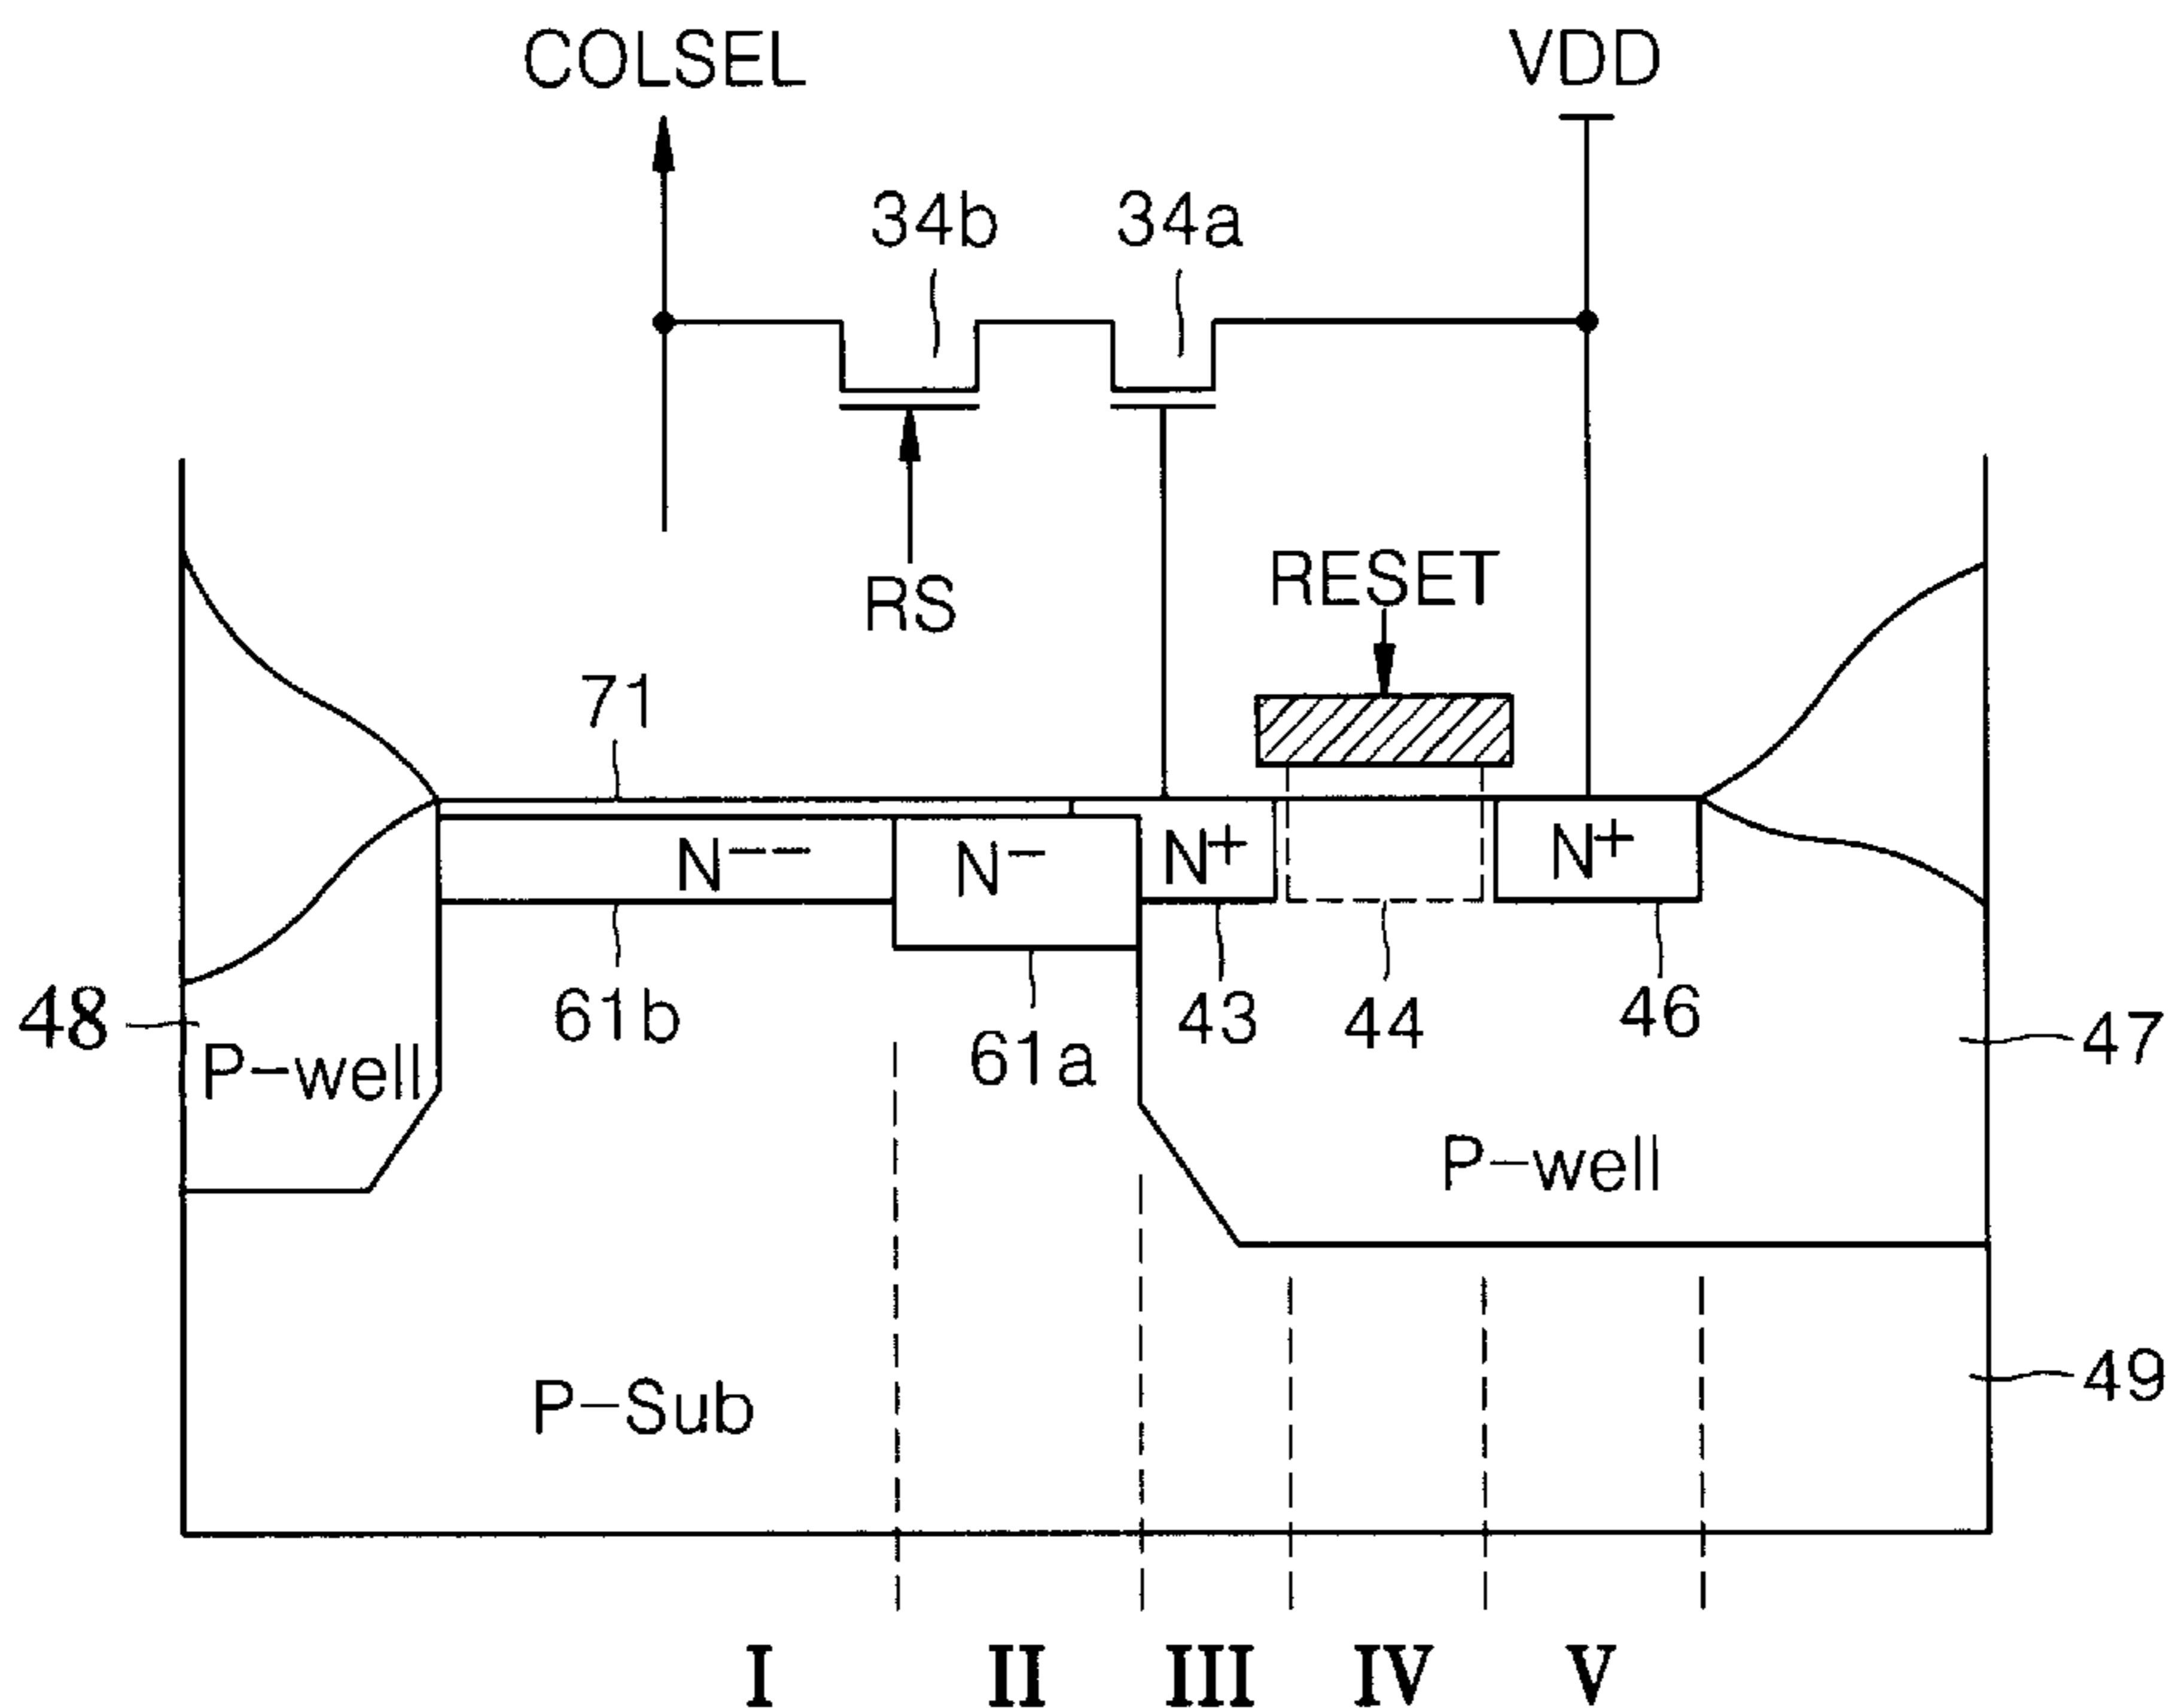 COLSEL VDD
34b 34a
RS RESET
71
N-- N- N+ N+
48 61b 61a 43 44 46 47
P-well
P-well
P-Sub 49
I II III IV V